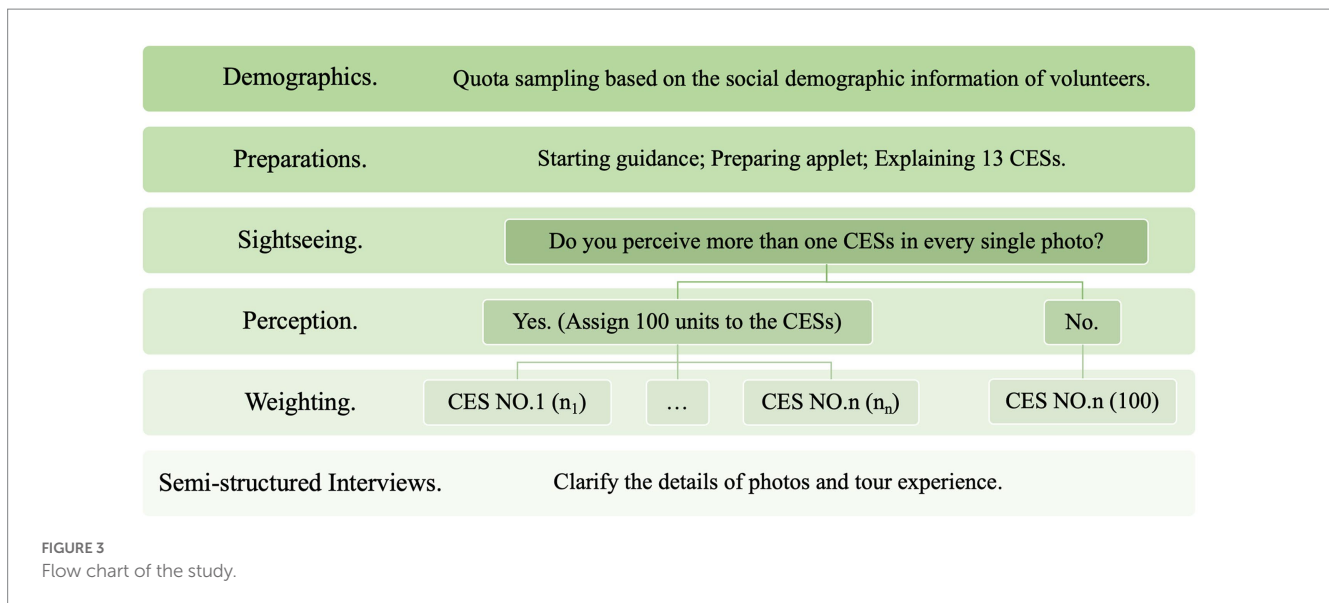 Demographics. Quota sampling based on the social demographic information of volunteers.
Preparations. Starting guidance; Preparing applet; Explaining 13 CESs.
Sightseeing. Do you perceive more than one CESs in every single photo?
Perception. Yes. (Assign 100 units to the CESs) No.
Weighting. CES NO.1 (n₁) ... CES NO.n (nₙ) CES NO.n (100)
Semi-structured Interviews. Clarify the details of photos and tour experience.
FIGURE 3
Flow chart of the study.